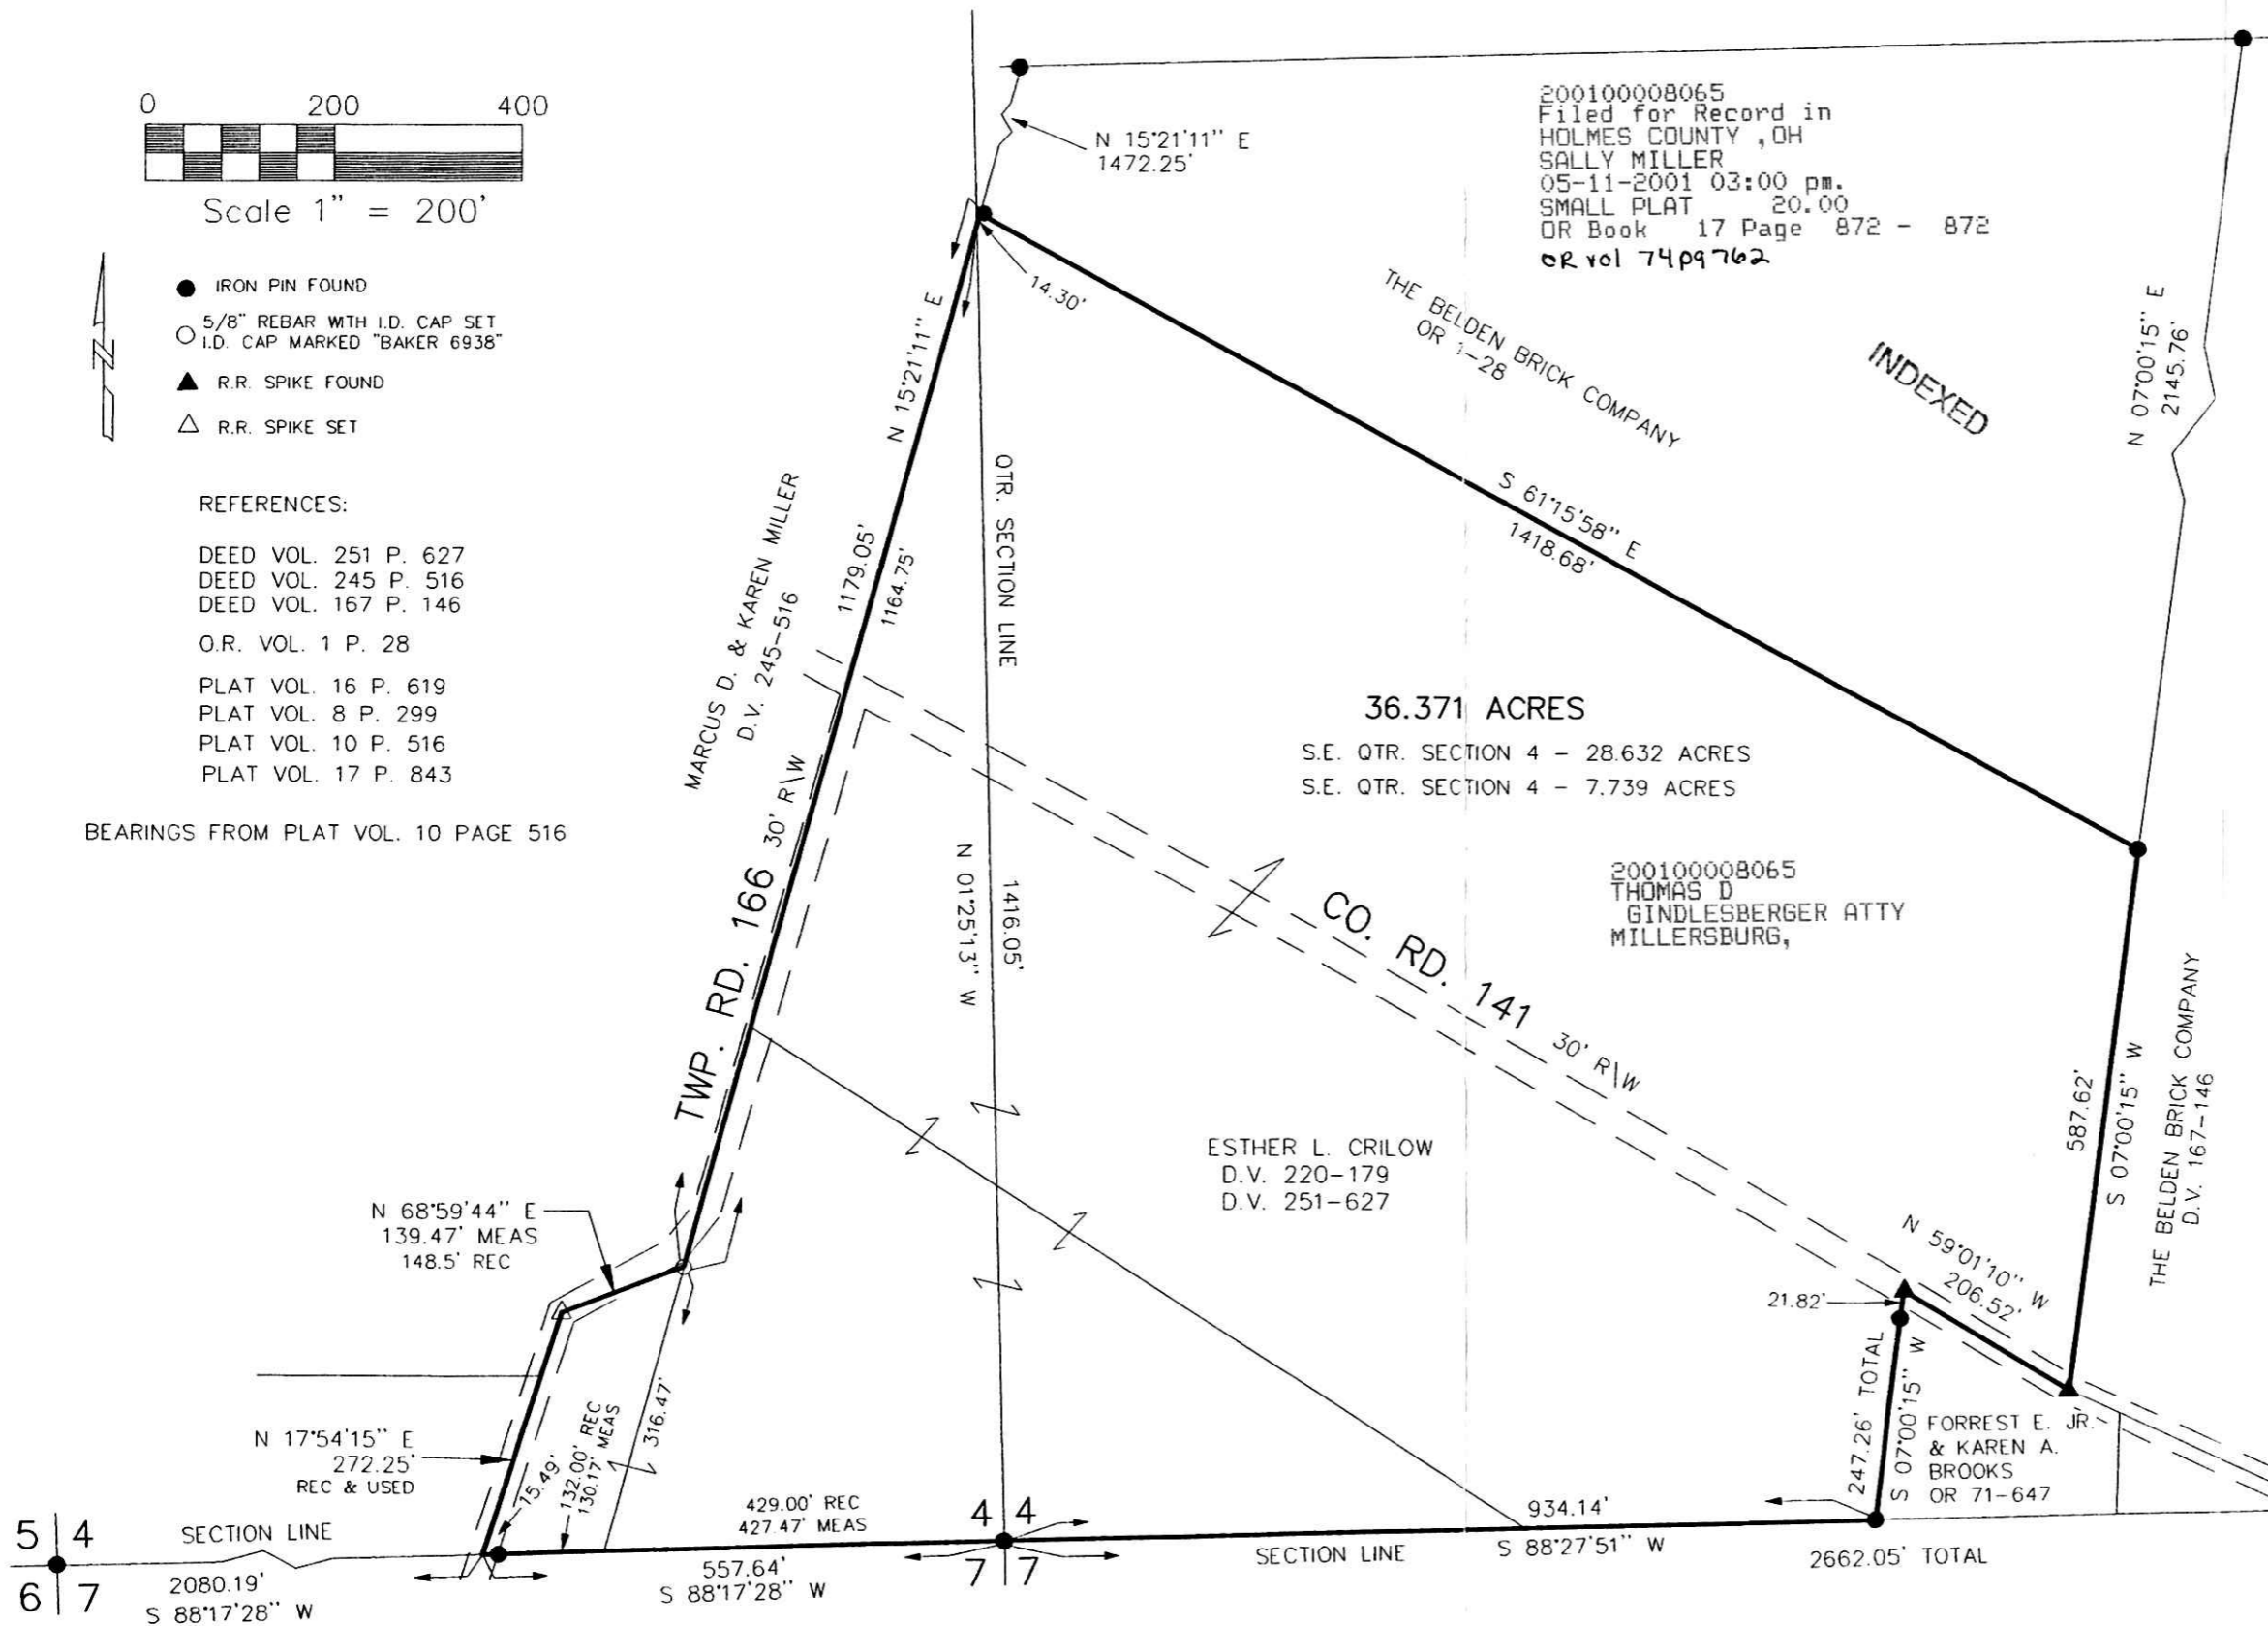 0 200 400
Scale 1" = 200'
N
IRON PIN FOUND
5/8" REBAR WITH I.D. CAP SET
I.D. CAP MARKED "BAKER 6938"
R.R. SPIKE FOUND
R.R. SPIKE SET
REFERENCES:
DEED VOL. 251 P. 627
DEED VOL. 245 P. 516
DEED VOL. 167 P. 146
O.R. VOL. 1 P. 28
PLAT VOL. 16 P. 619
PLAT VOL. 8 P. 299
PLAT VOL. 10 P. 516
PLAT VOL. 17 P. 843
BEARINGS FROM PLAT VOL. 10 PAGE 516
N 15°21'11" E
1472.25'
200100008065
Filed for Record in
HOLMES COUNTY ,OH
SALLY MILLER
05-11-2001 03:00 pm.
SMALL PLAT 20.00
OR Book 17 Page 872 - 872
OR vol 74 pg 762
14.30'
THE BELDEN BRICK COMPANY
OR 1-28
INDEXED
N 07°00'15" E
2145.76'
N 15°21'11" E
1179.05'
1164.75'
MARCUS D. & KAREN MILLER
D.V. 245-516
QTR. SECTION LINE
S 61°15'58" E
1418.68'
36.371 ACRES
S.E. QTR. SECTION 4 - 28.632 ACRES
S.E. QTR. SECTION 4 - 7.739 ACRES
TWP. RD. 166 30' R\W
N 01°25'13" W
1416.05'
200100008065
THOMAS D
GINDLESBERGER ATTY
MILLERSBURG,
CO. RD. 141 30' R\W
587.62'
S 07°00'15" W
THE BELDEN BRICK COMPANY
D.V. 167-146
ESTHER L. CRILOW
D.V. 220-179
D.V. 251-627
N 68°59'44" E
139.47' MEAS
148.5' REC
N 59°01'10" W
206.52'
21.82'
247.26' TOTAL
S 07°00'15" W
FORREST E. JR.
& KAREN A.
BROOKS
OR 71-647
N 17°54'15" E
272.25'
REC & USED
15.49'
132.00' REC
130.17' MEAS
316.47'
429.00' REC
427.47' MEAS
4 4
7 7
934.14'
S 88°27'51" W
SECTION LINE
2662.05' TOTAL
5 4
6 7
SECTION LINE
2080.19'
S 88°17'28" W
557.64'
S 88°17'28" W